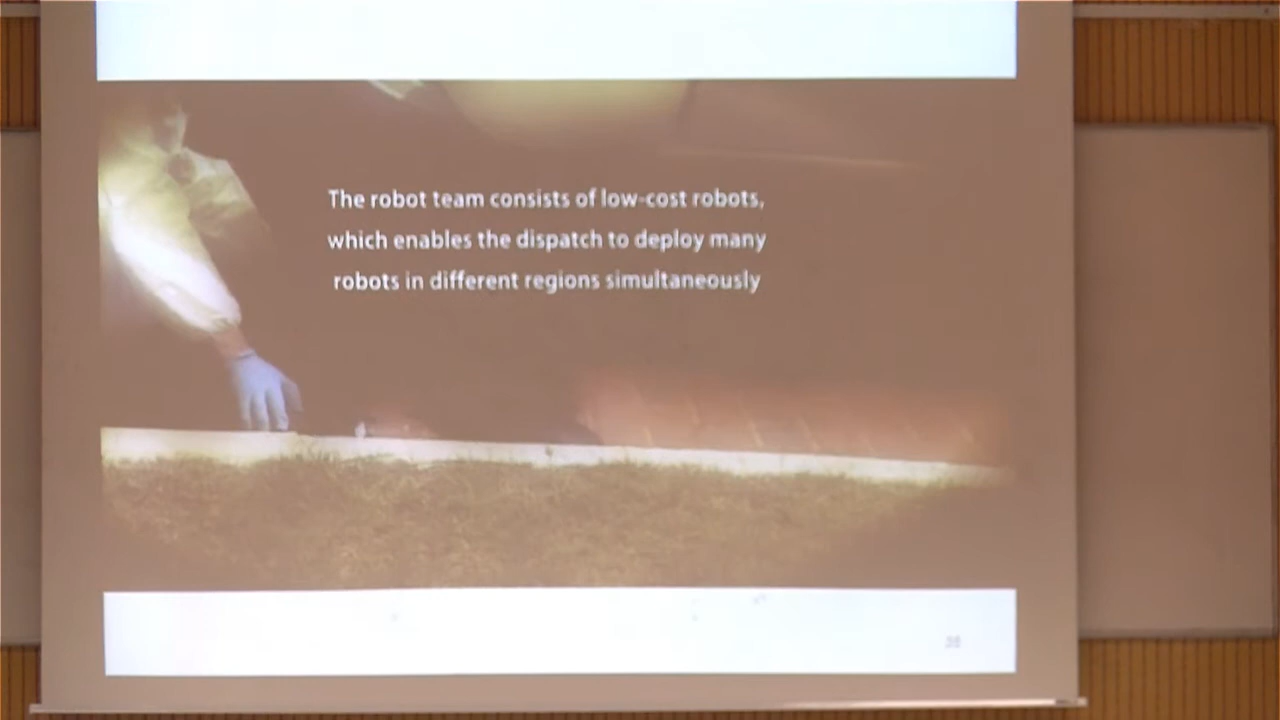 The robot team consists of low-cost robots,
which enables the dispatch to deploy many
robots in different regions simultaneously